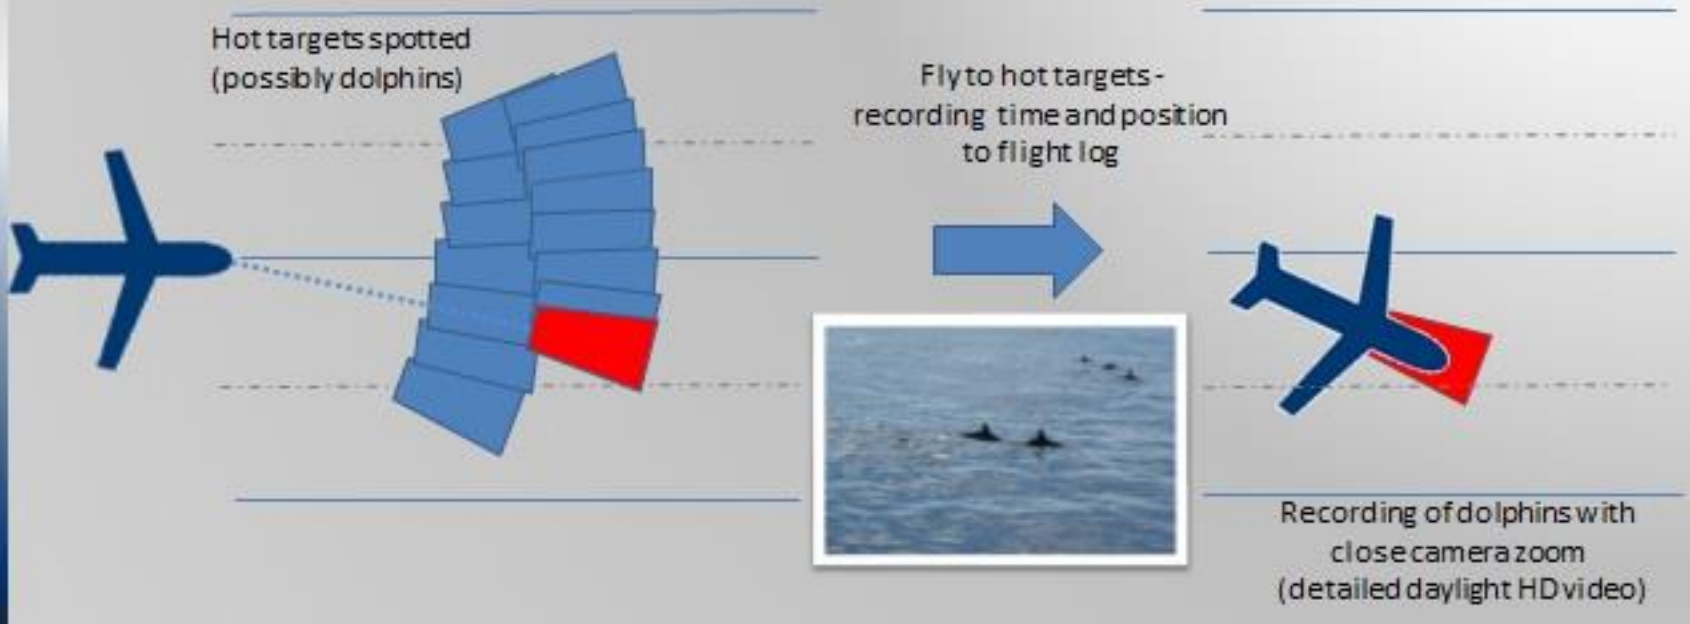 Hot targets spotted
(possibly dolphins)
Fly to hot targets -
recording time and position
to flight log
Recording of dolphins with
close camera zoom
(detailed daylight HD video)